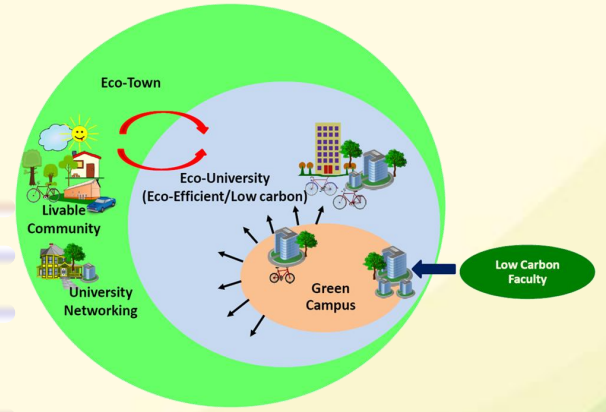 Eco-Town
Eco-University
(Eco-Efficient/Low carbon)
Livable
Community
University
Networking
Green
Campus
Low Carbon
Faculty